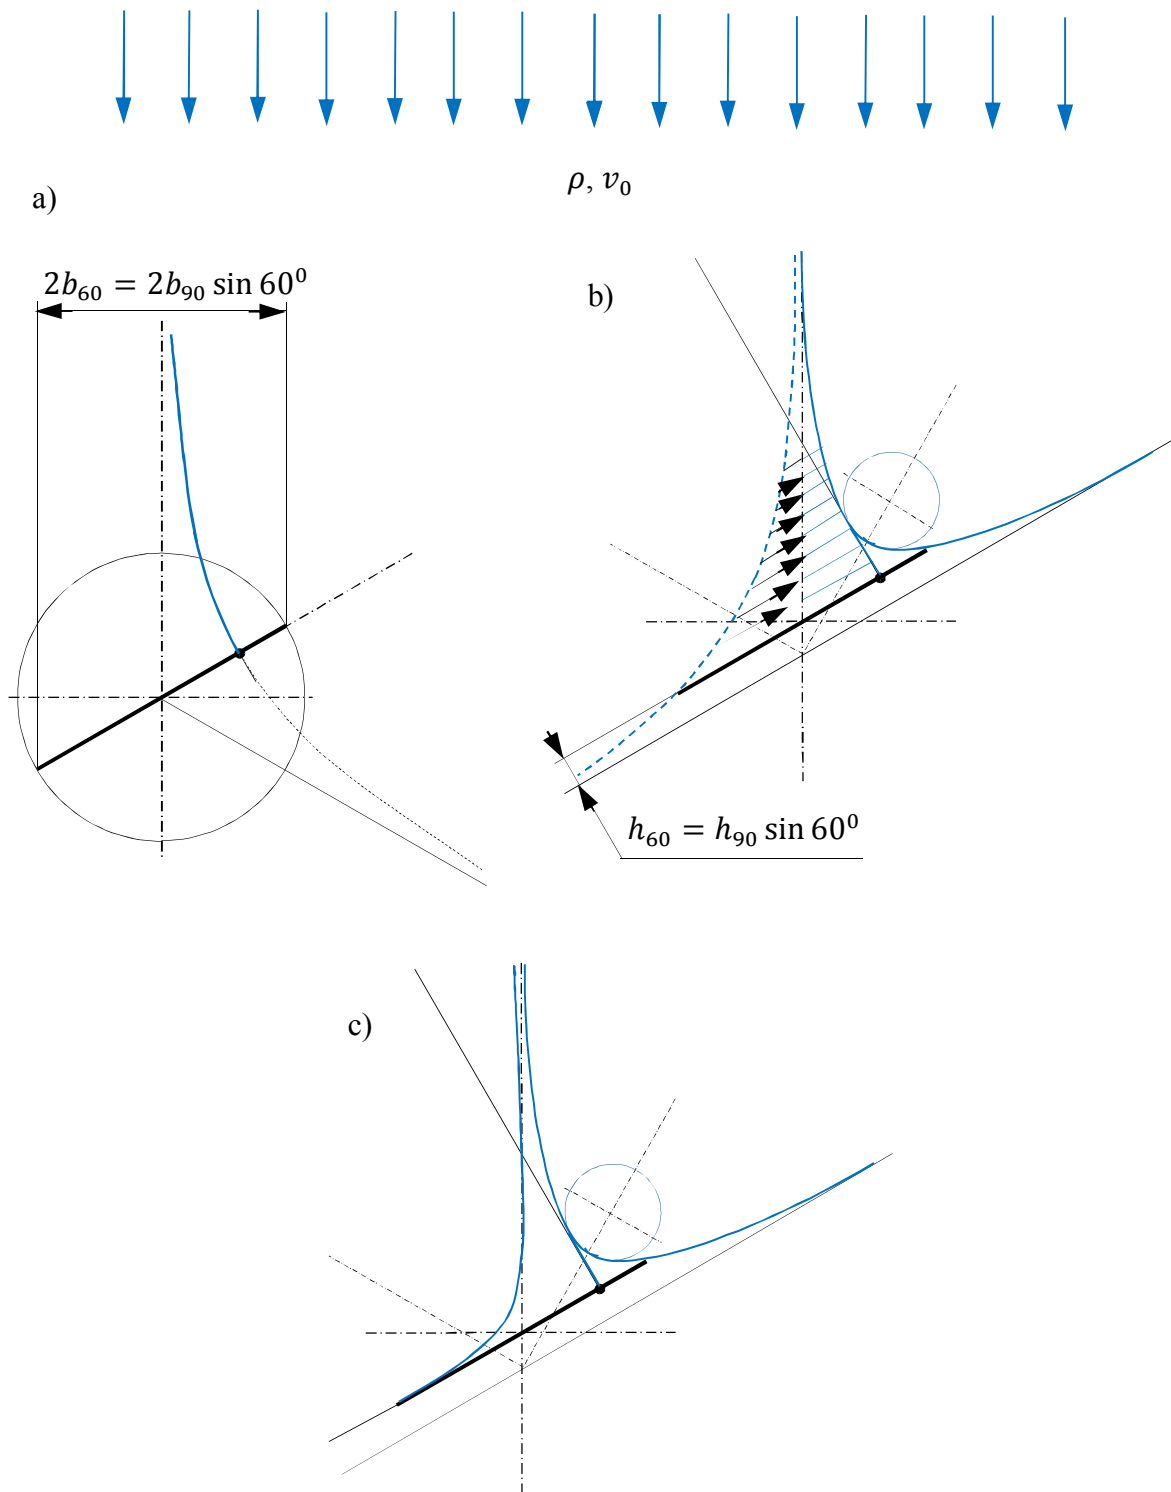 ρ, v₀
a)
2b₆₀ = 2b₉₀ sin 60⁰
b)
h₆₀ = h₉₀ sin 60⁰
c)